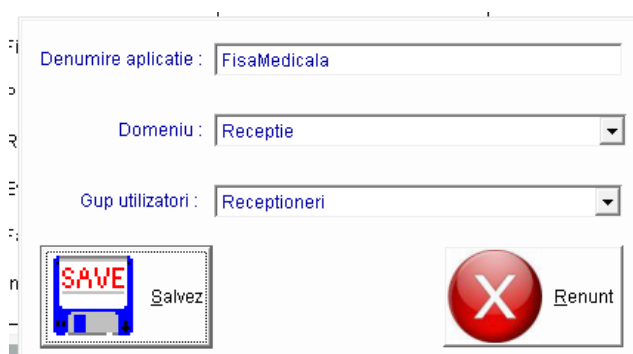 Denumire aplicatie : FisaMedicala
Domeniu : Receptie
Gup utilizatori : Receptioneri
SAVE Salvez
X Renunt